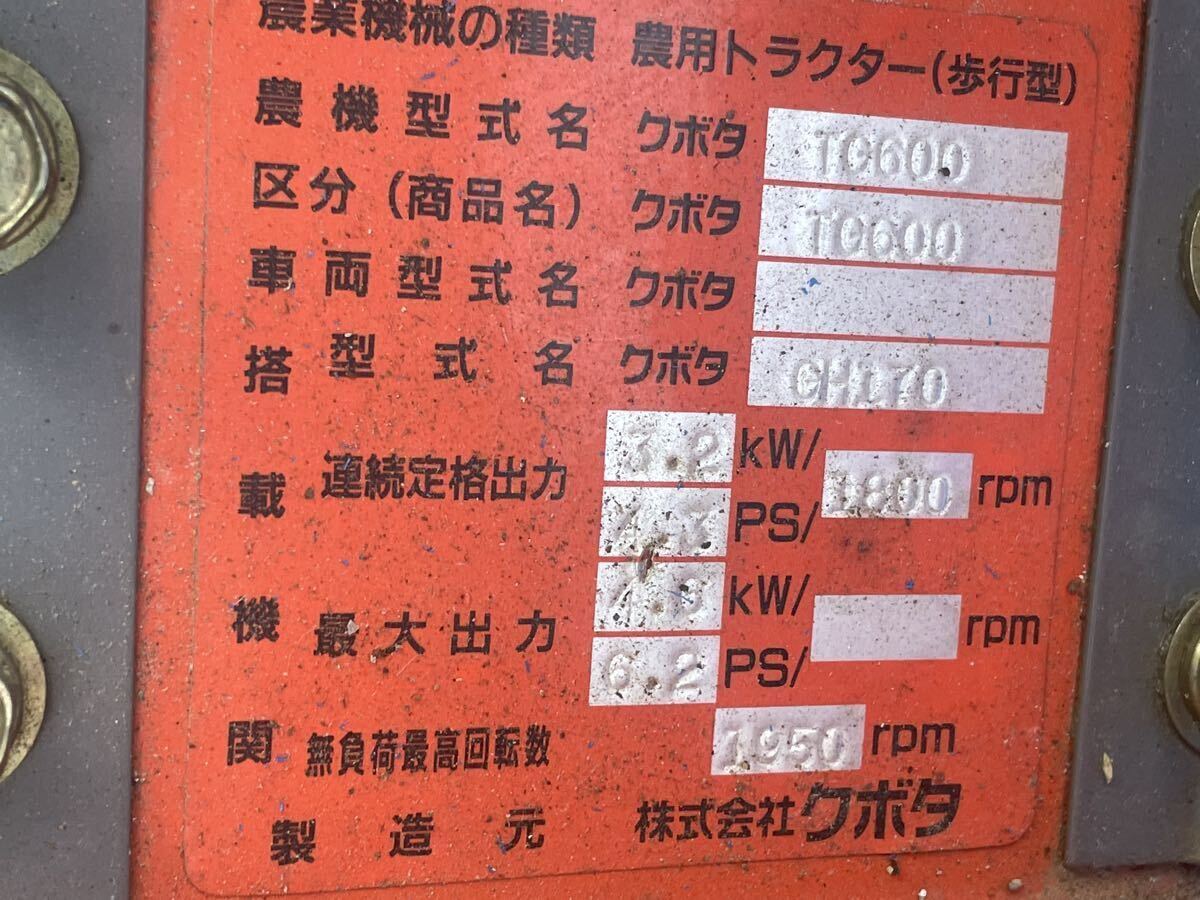 農業機械の種類 農用トラクター(歩行型)
農機型式名 クボタ TG600
区分(商品名) クボタ TG600
車両型式名 クボタ
搭 型式名 クボタ GH170
載 連続定格出力 3.2 kW/ 1800 rpm
4.3 PS/
機 最大出力 kW/ rpm
6.2 PS/
関 無負荷最高回転数 1950 rpm
製造元 株式会社クボタ